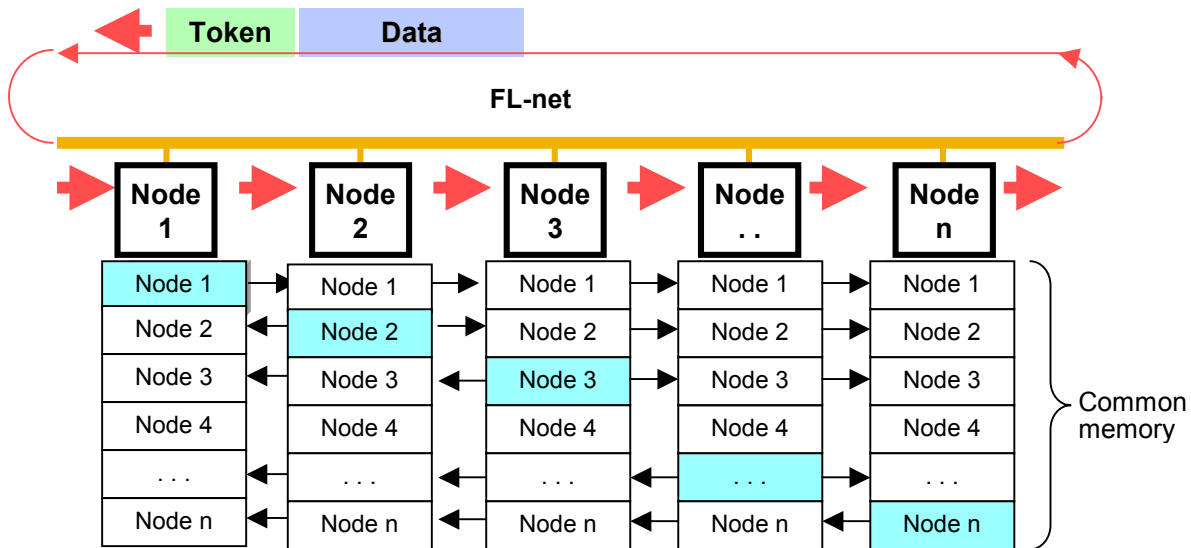 Token Data
FL-net
Node 1
Node 2
Node 3
Node . .
Node n
Node 1 Node 1 Node 1 Node 1 Node 1
Node 2 Node 2 Node 2 Node 2 Node 2
Node 3 Node 3 Node 3 Node 3 Node 3
Node 4 Node 4 Node 4 Node 4 Node 4
. . . . . . . . . . . . . . .
Node n Node n Node n Node n Node n
Common
memory